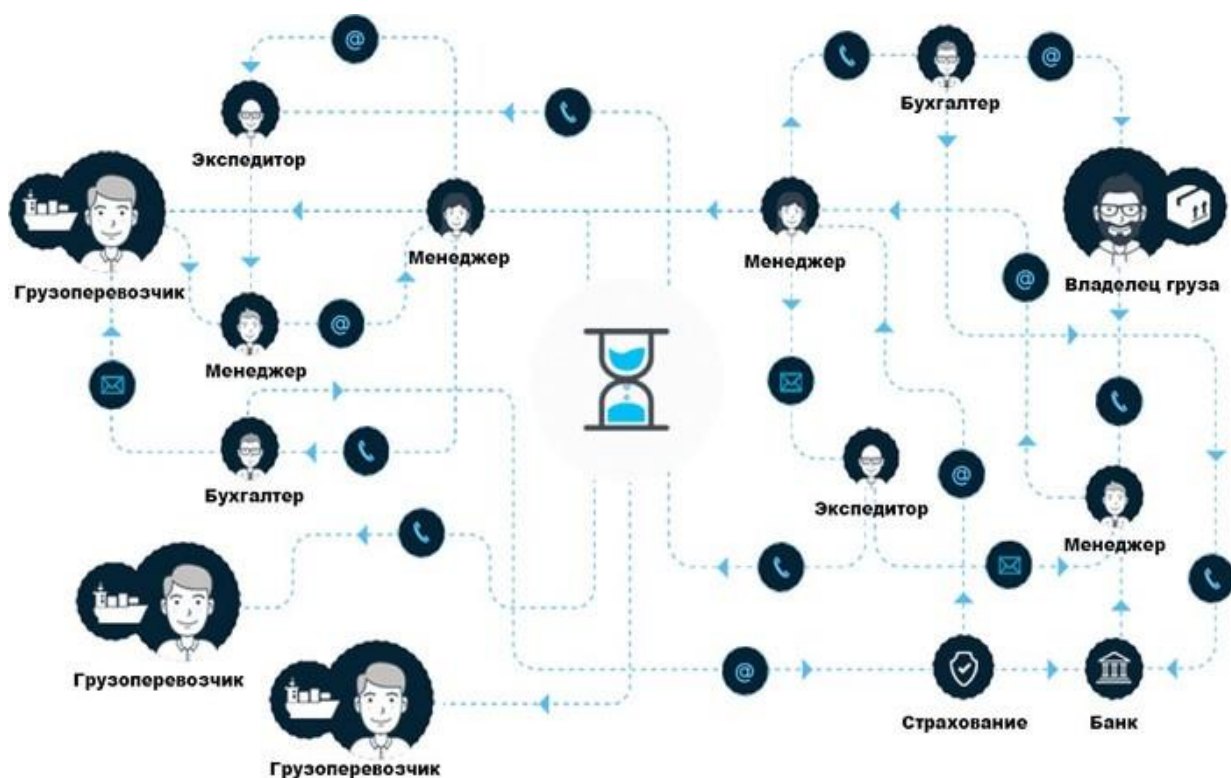 @
@
Бухгалтер
Экспедитор
Менеджер
Менеджер
Грузоперевозчик
Владелец груза
@
@
Менеджер
Бухгалтер
@
Экспедитор
Менеджер
Грузоперевозчик
@
Страхование
Банк
Грузоперевозчик